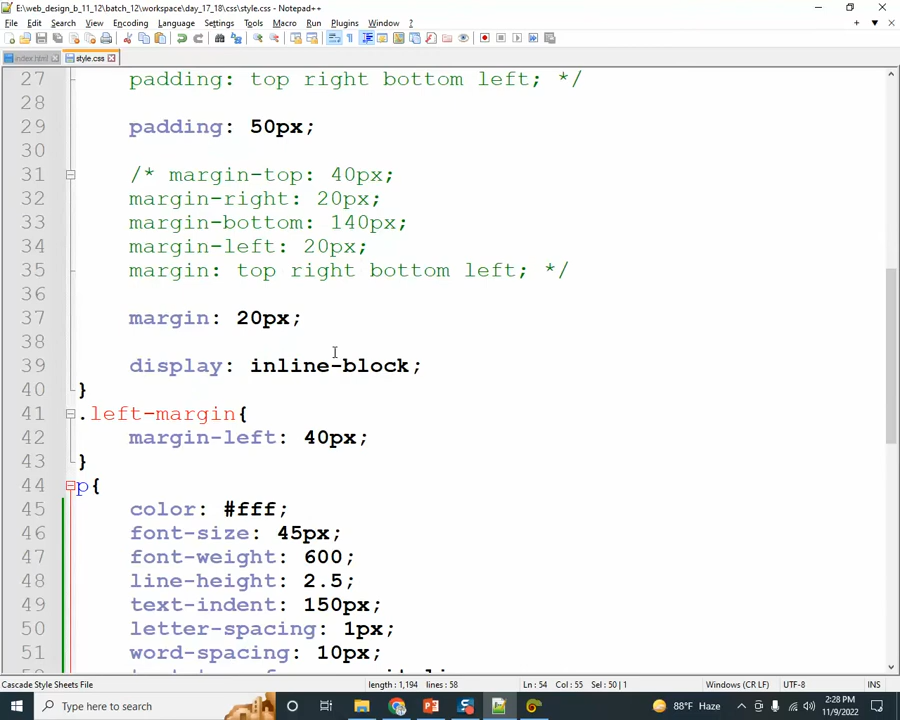 E:\web_design_b_11_12\batch_12\workspace\day_17_18\css\style.css - Notepad++
File Edit Search View Encoding Language Settings Tools Macro Run Plugins Window ?
index.html style.css
27 padding: top right bottom left; */
28
29 padding: 50px;
30
31 /* margin-top: 40px;
32 margin-right: 20px;
33 margin-bottom: 140px;
34 margin-left: 20px;
35 margin: top right bottom left; */
36
37 margin: 20px;
38
39 display: inline-block;
40 }
41 .left-margin{
42 margin-left: 40px;
43 }
44 p{
45 color: #fff;
46 font-size: 45px;
47 font-weight: 600;
48 line-height: 2.5;
49 text-indent: 150px;
50 letter-spacing: 1px;
51 word-spacing: 10px;
Cascade Style Sheets File length : 1,194 lines : 58 Ln : 54 Col : 55 Sel : 50 | 1 Windows (CR LF) UTF-8 INS
Type here to search 88°F Haze 2:28 PM
11/9/2022